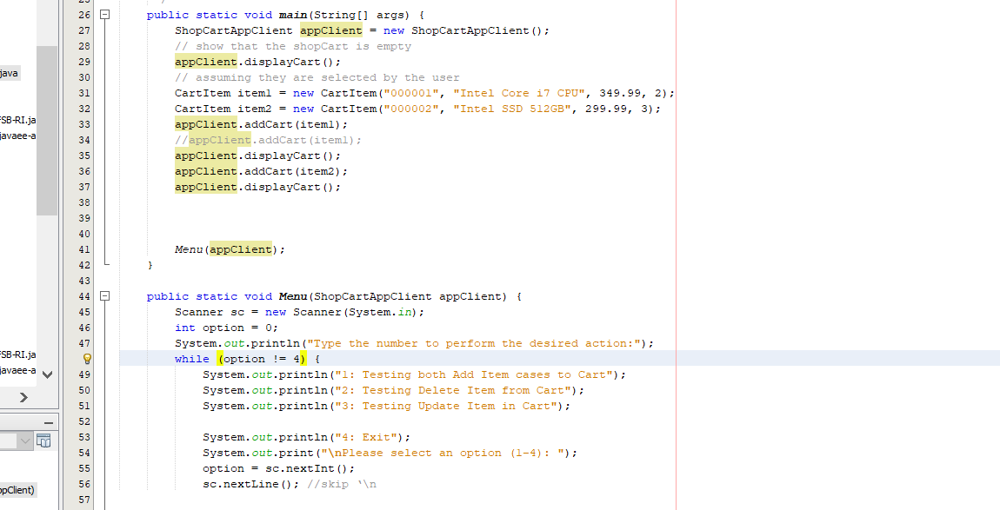 25
java
FSB-RI.ja
javaee-a
FSB-RI.ja
javaee-a
ppClient)
26 public static void main(String[] args) {
27 ShopCartAppClient appClient = new ShopCartAppClient();
28 // show that the shopCart is empty
29 appClient.displayCart();
30 // assuming they are selected by the user
31 CartItem item1 = new CartItem("000001", "Intel Core i7 CPU", 349.99, 2);
32 CartItem item2 = new CartItem("000002", "Intel SSD 512GB", 299.99, 3);
33 appClient.addCart(item1);
34 //appClient.addCart(item1);
35 appClient.displayCart();
36 appClient.addCart(item2);
37 appClient.displayCart();
38
39
40
41 Menu(appClient);
42 }
43
44 public static void Menu(ShopCartAppClient appClient) {
45 Scanner sc = new Scanner(System.in);
46 int option = 0;
47 System.out.println("Type the number to perform the desired action:");
while (option != 4) {
49 System.out.println("1: Testing both Add Item cases to Cart");
50 System.out.println("2: Testing Delete Item from Cart");
51 System.out.println("3: Testing Update Item in Cart");
52
53 System.out.println("4: Exit");
54 System.out.print("\nPlease select an option (1-4): ");
55 option = sc.nextInt();
56 sc.nextLine(); //skip '\n
57